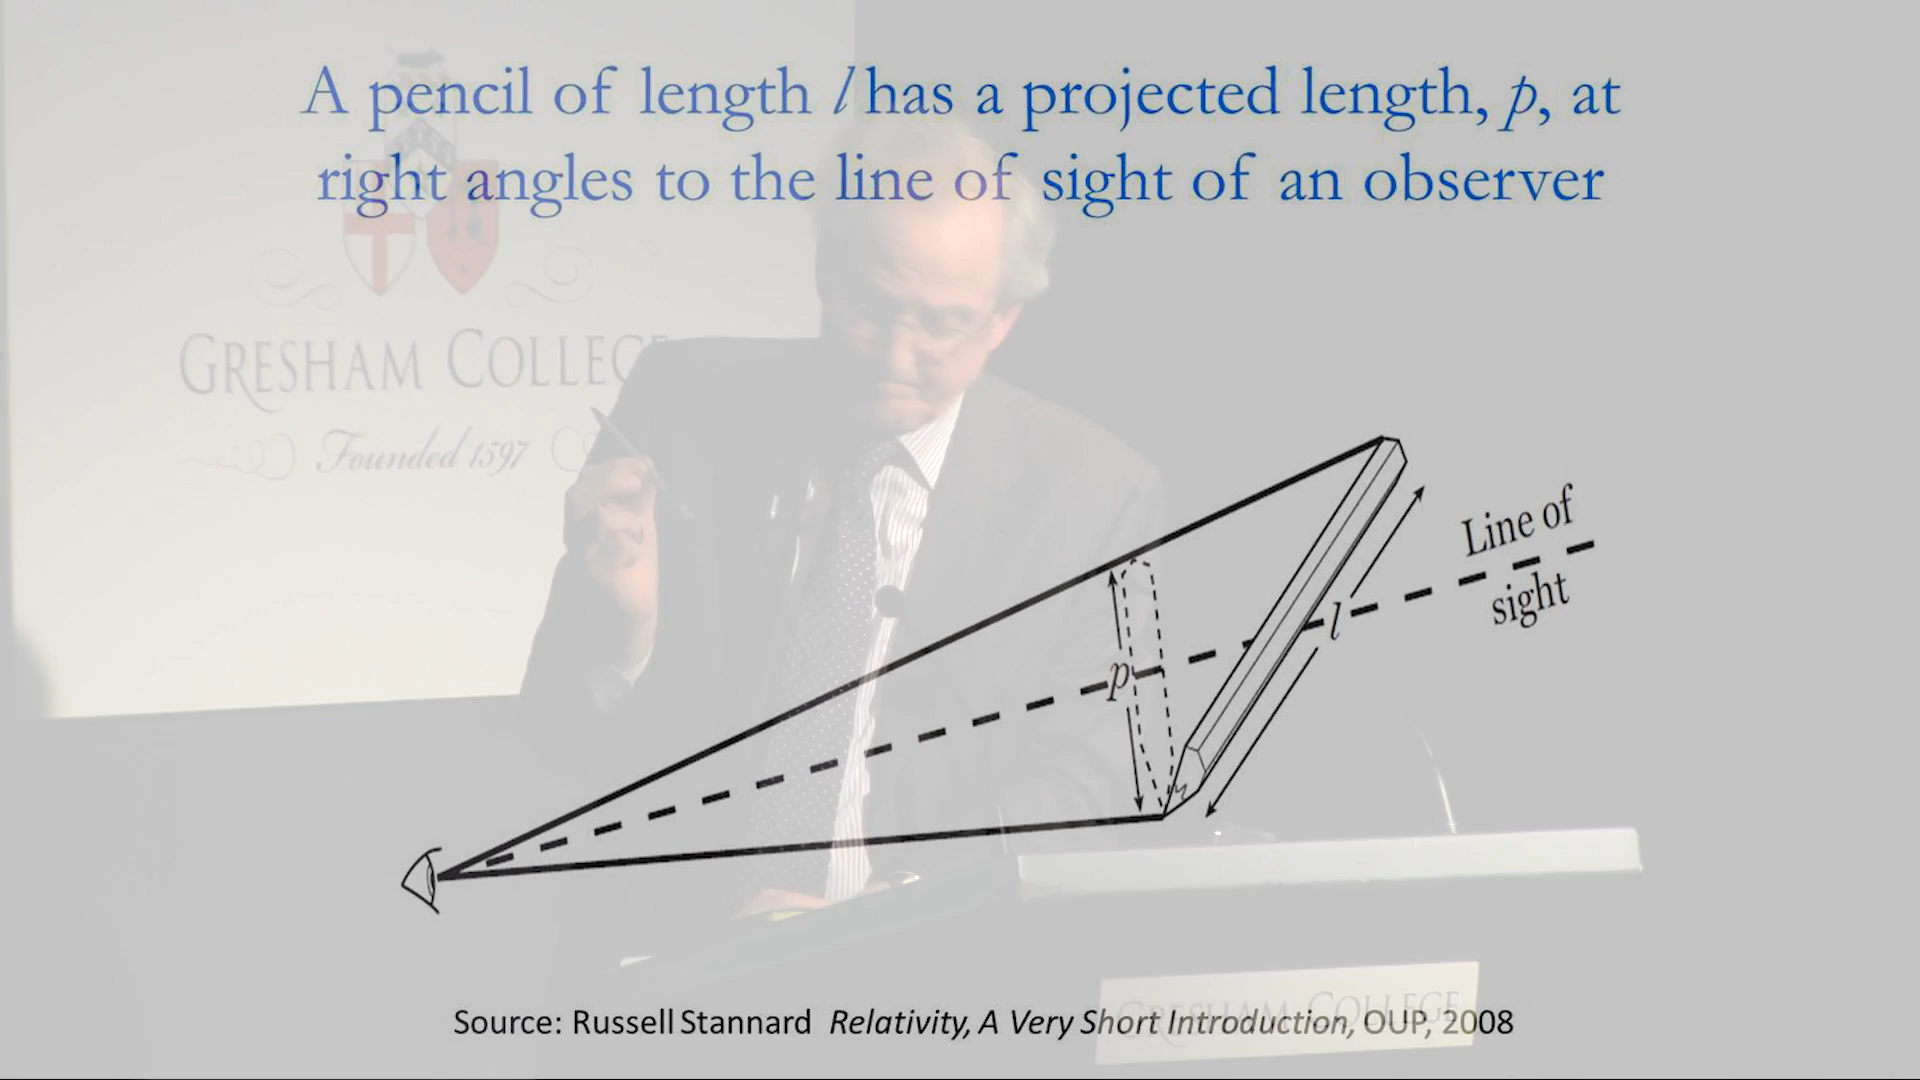 A pencil of length l has a projected length, p, at
right angles to the line of sight of an observer
GRESHAM COLLEGE
Founded 1597
Line of
sight
l
p
GRESHAM COLLEGE
Source: Russell Stannard Relativity, A Very Short Introduction, OUP, 2008